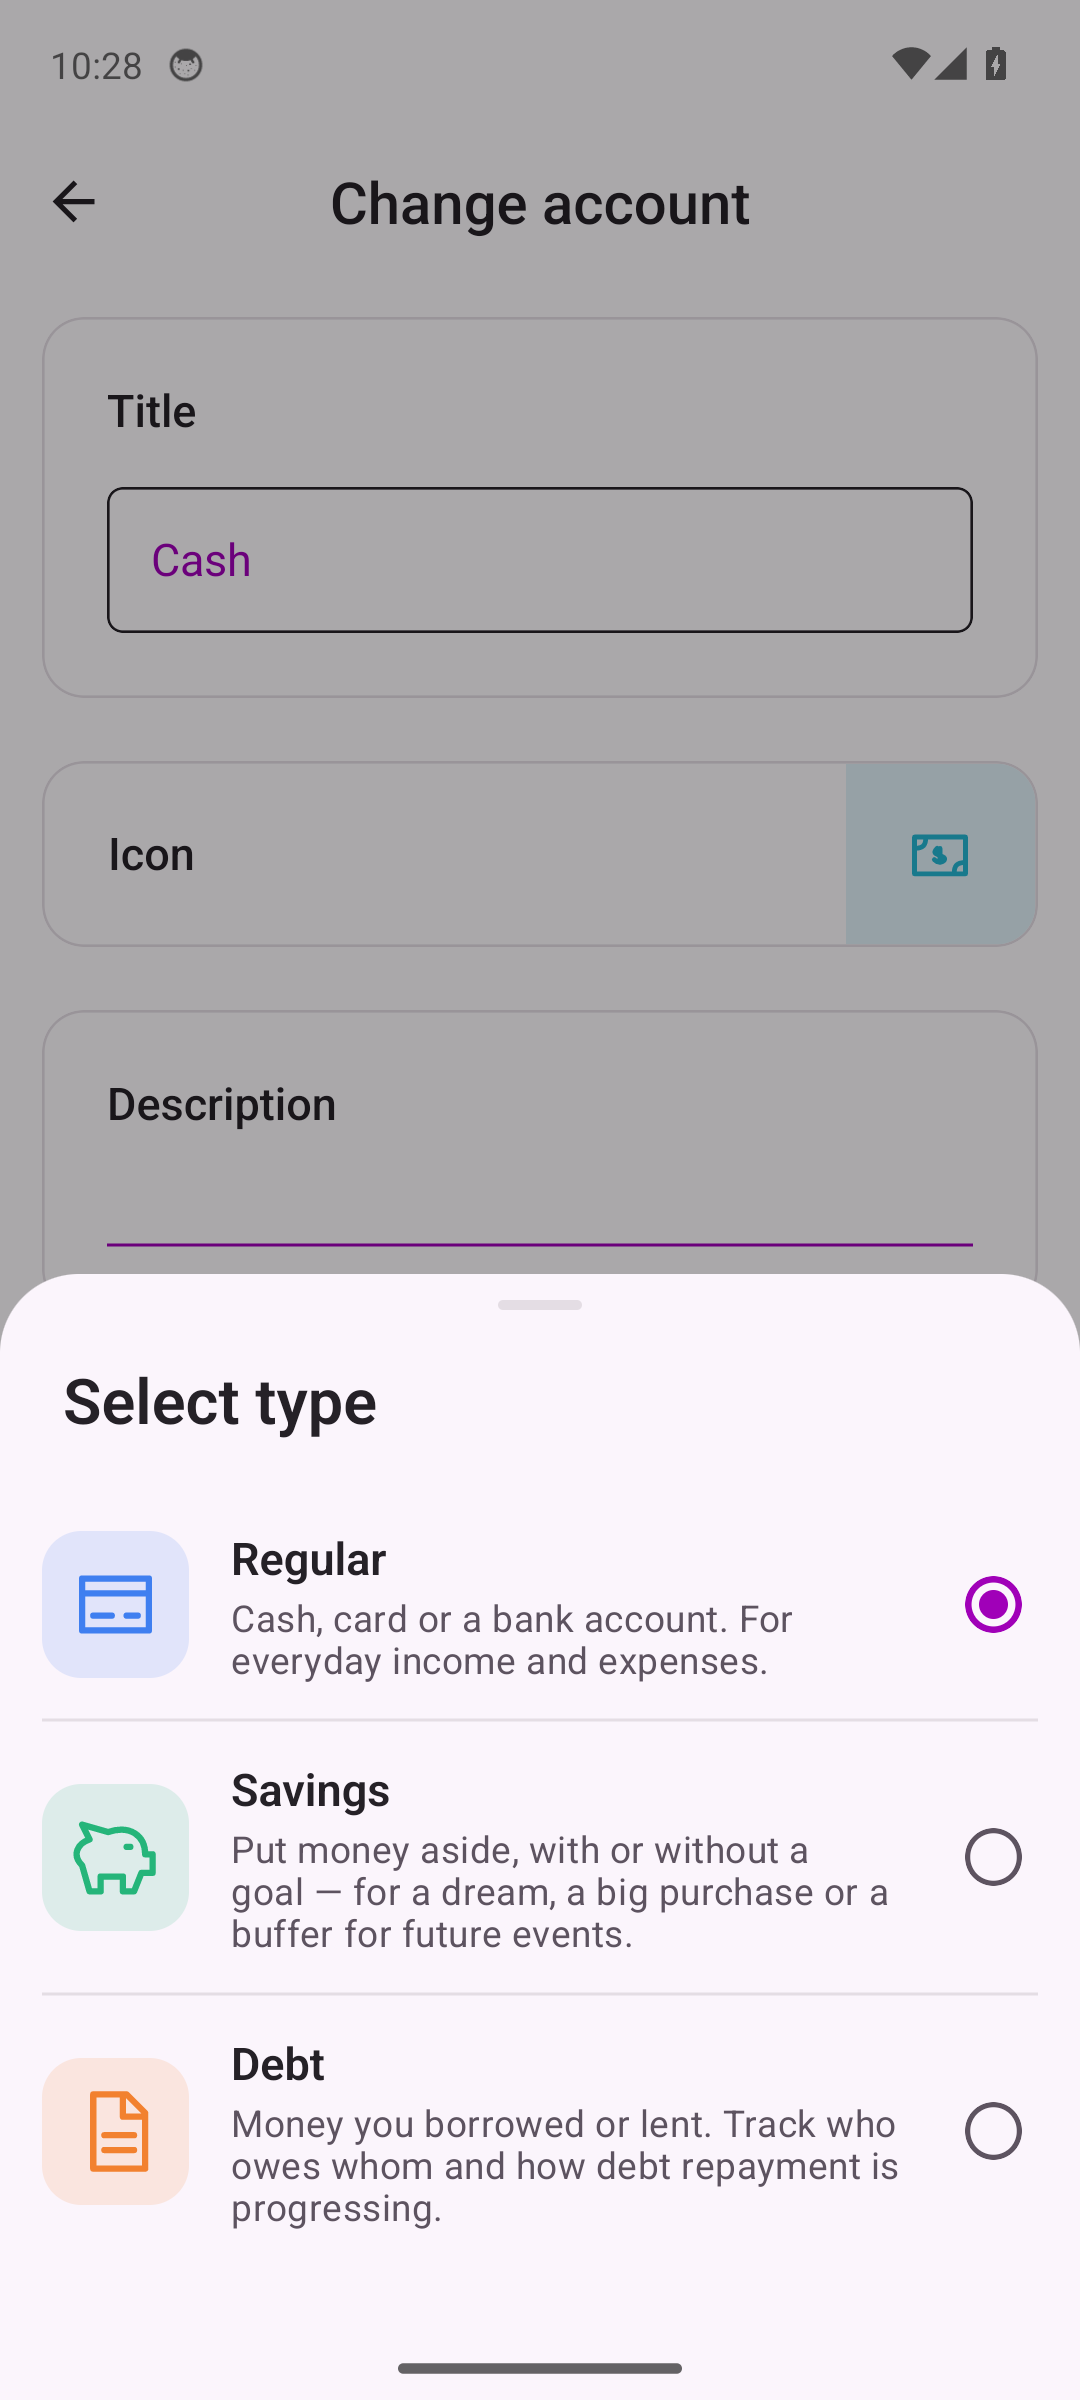 10:28
Change account
Title
Cash
Icon
Description
Select type
Regular
Cash, card or a bank account. For
everyday income and expenses.
Savings
Put money aside, with or without a
goal — for a dream, a big purchase or a
buffer for future events.
Debt
Money you borrowed or lent. Track who
owes whom and how debt repayment is
progressing.